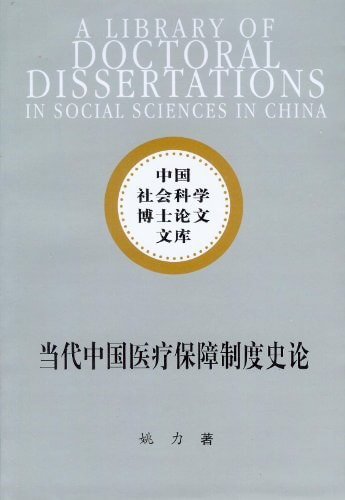 A LIBRARY OF
DOCTORAL
DISSERTATIONS
IN SOCIAL SCIENCES IN CHINA
中国
社会科学
博士论文
文库
当代中国医疗保障制度史论
姚力 著